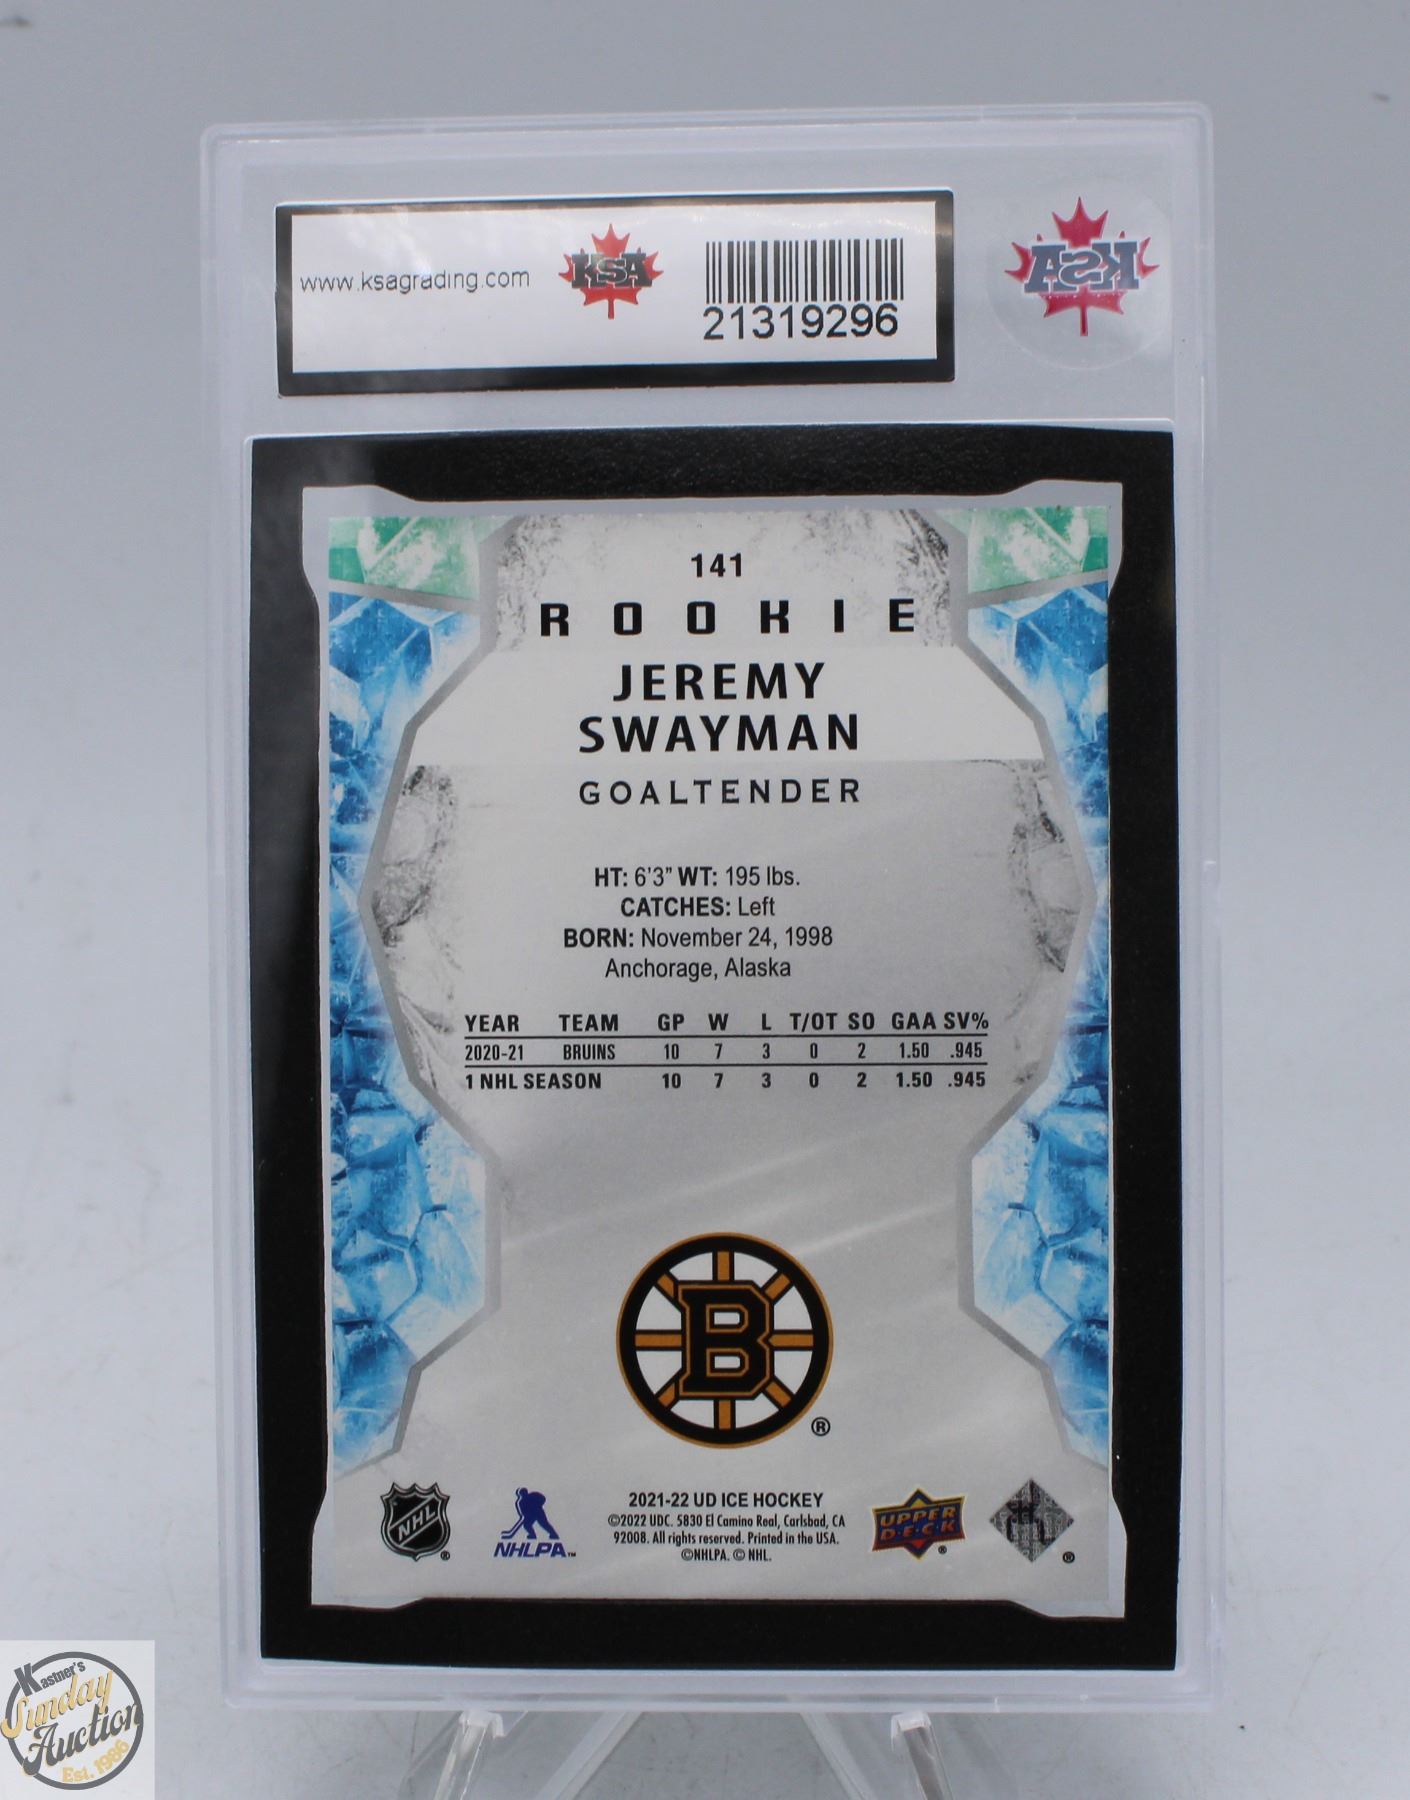 www.ksagrading.com
KSA
21319296
KSA
141
ROOKIE
JEREMY
SWAYMAN
GOALTENDER
HT: 6'3" WT: 195 lbs.
CATCHES: Left
BORN: November 24, 1998
Anchorage, Alaska
YEAR TEAM GP W L T/OT SO GAA SV%
2020-21 BRUINS 10 7 3 0 2 1.50 .945
1 NHL SEASON 10 7 3 0 2 1.50 .945
B
®
NHL ®
NHLPA™
2021-22 UD ICE HOCKEY
©2022 UDC. 5830 El Camino Real, Carlsbad, CA
92008. All rights reserved. Printed in the USA.
©NHLPA. © NHL.
UPPER
D·E·C·K ®
®
Kastner's
Sunday
Auction
Est. 1986